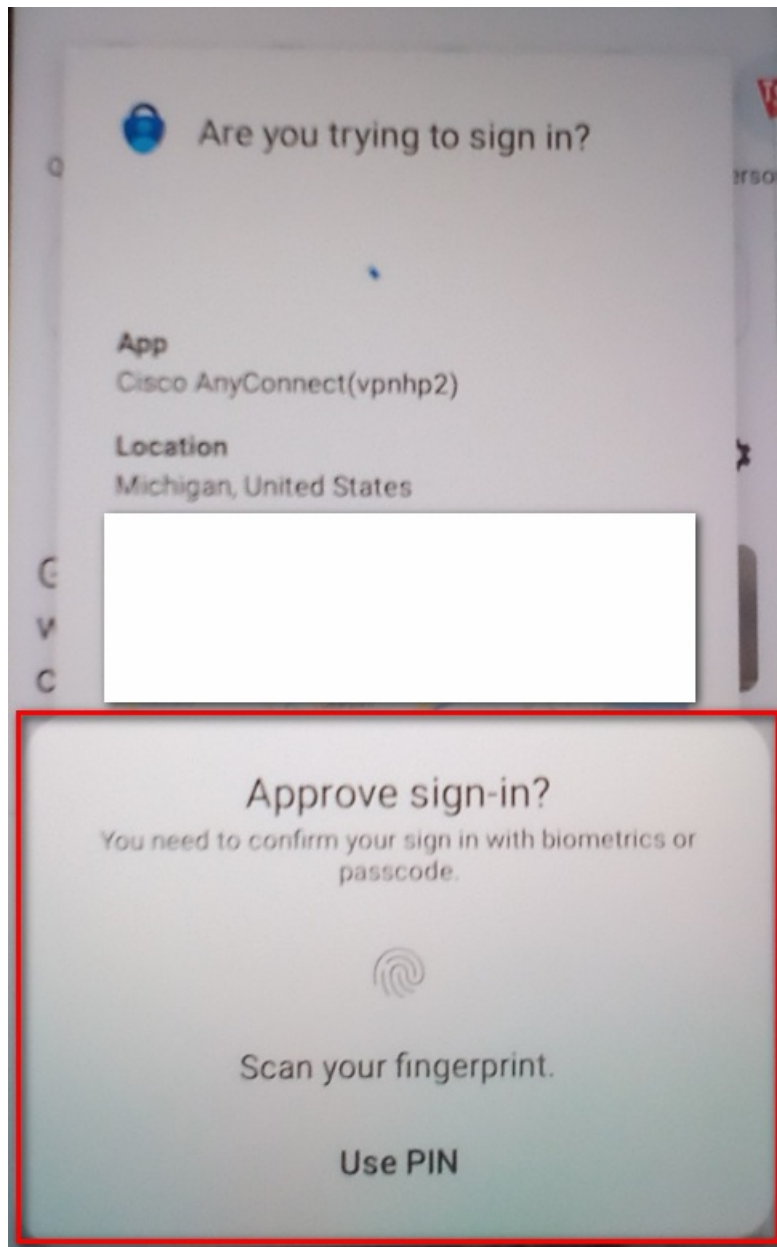 Are you trying to sign in?
App
Cisco AnyConnect(vpnhp2)
Location
Michigan, United States
Approve sign-in?
You need to confirm your sign in with biometrics or
passcode.
Scan your fingerprint.
Use PIN